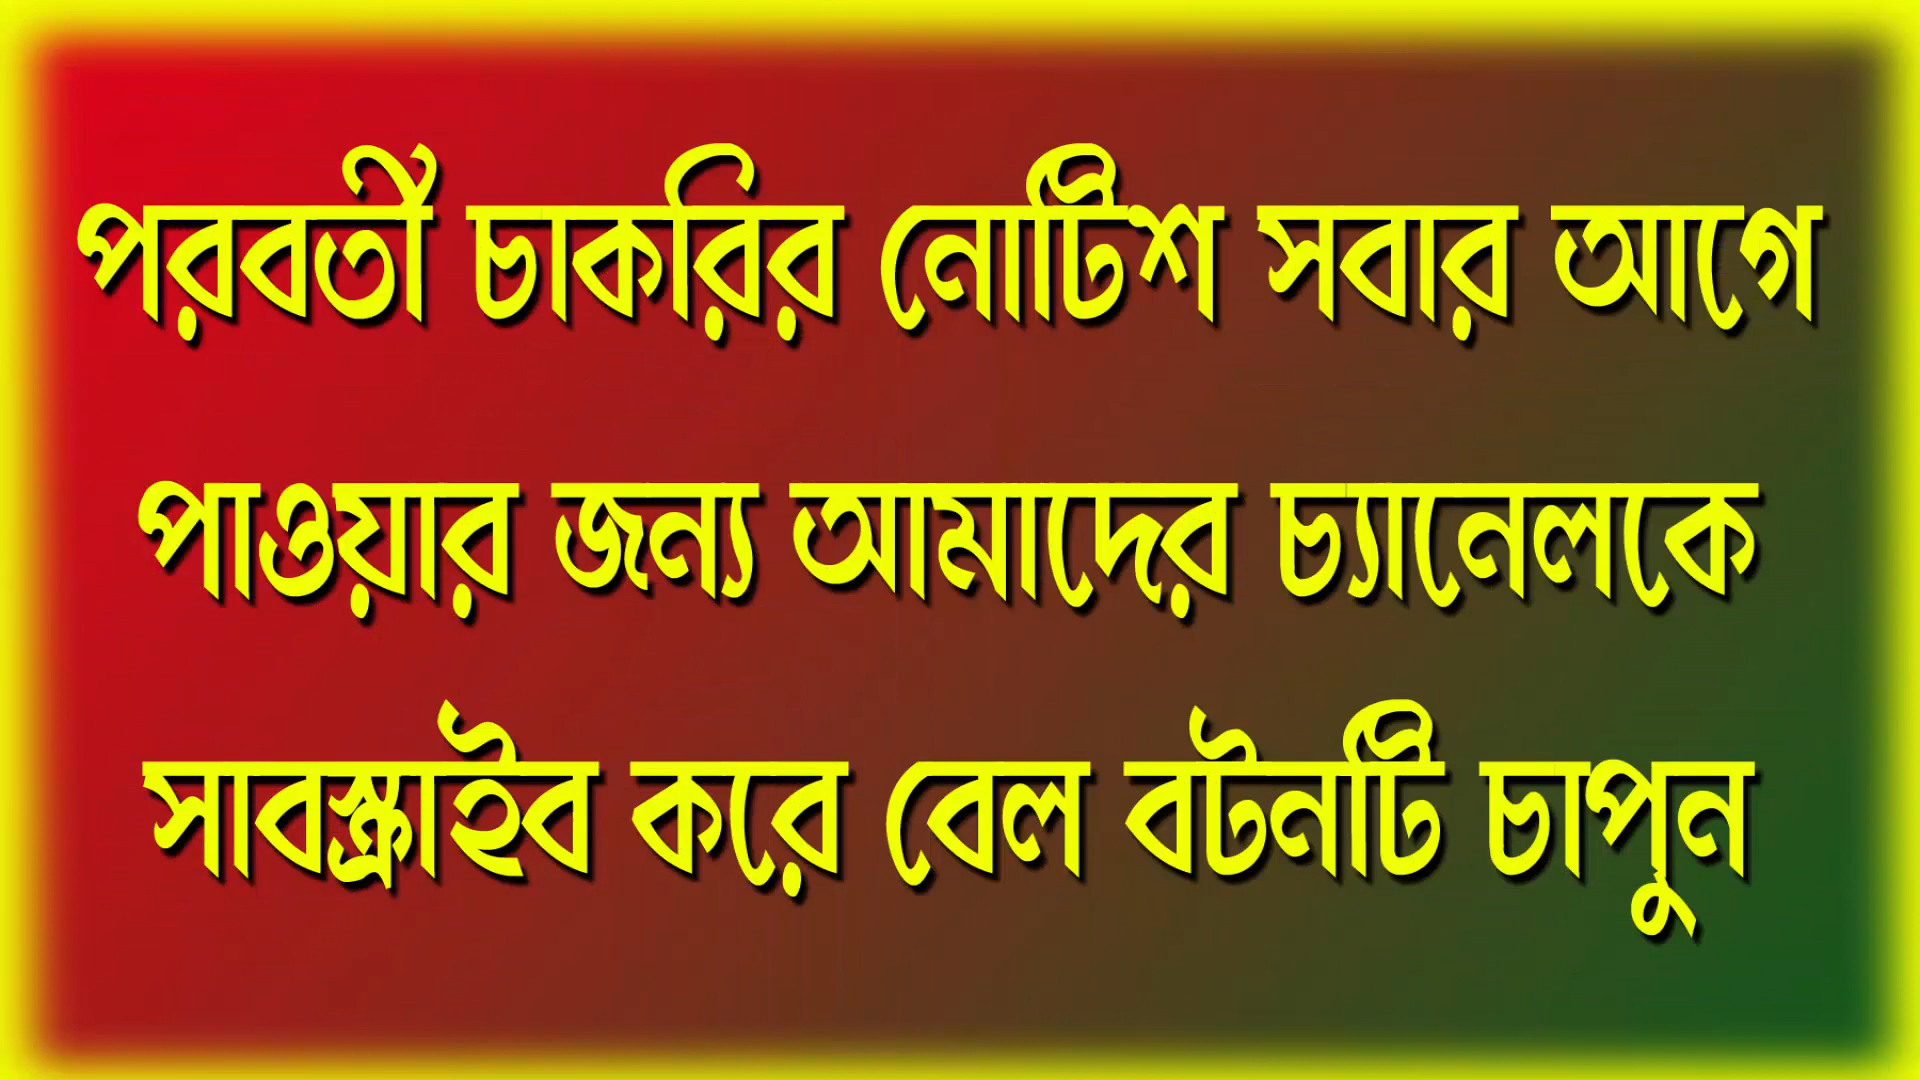 পরবর্তী চাকরির নোটিশ সবার আগে
পাওয়ার জন্য আমাদের চ্যানেলকে
সাবস্ক্রাইব করে বেল বটনটি চাপুন